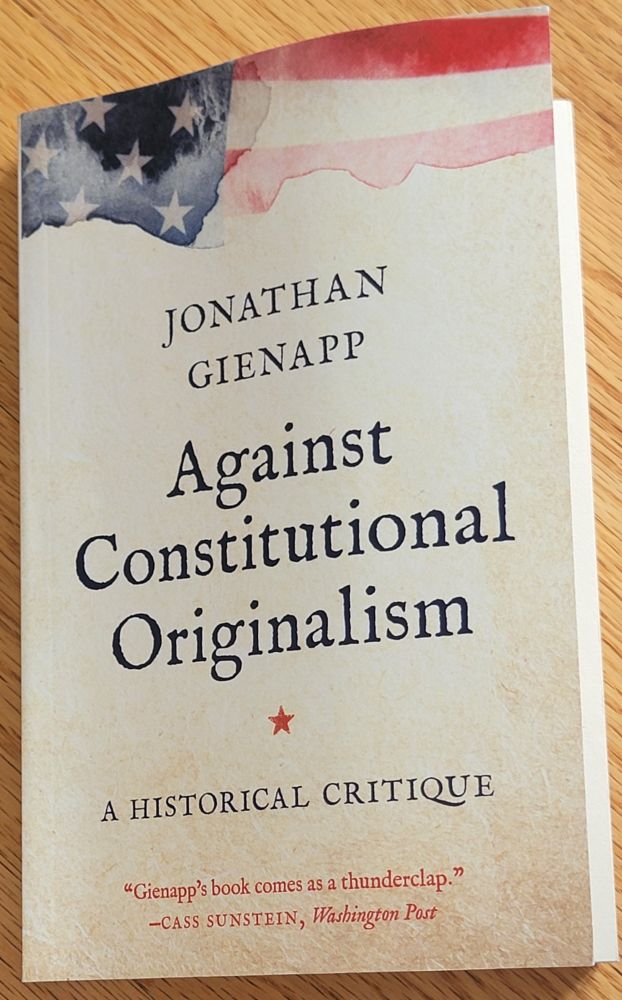 JONATHAN
GIENAPP
Against
Constitutional
Originalism
A HISTORICAL CRITIQUE
“Gienapp’s book comes as a thunderclap.”
–CASS SUNSTEIN, Washington Post